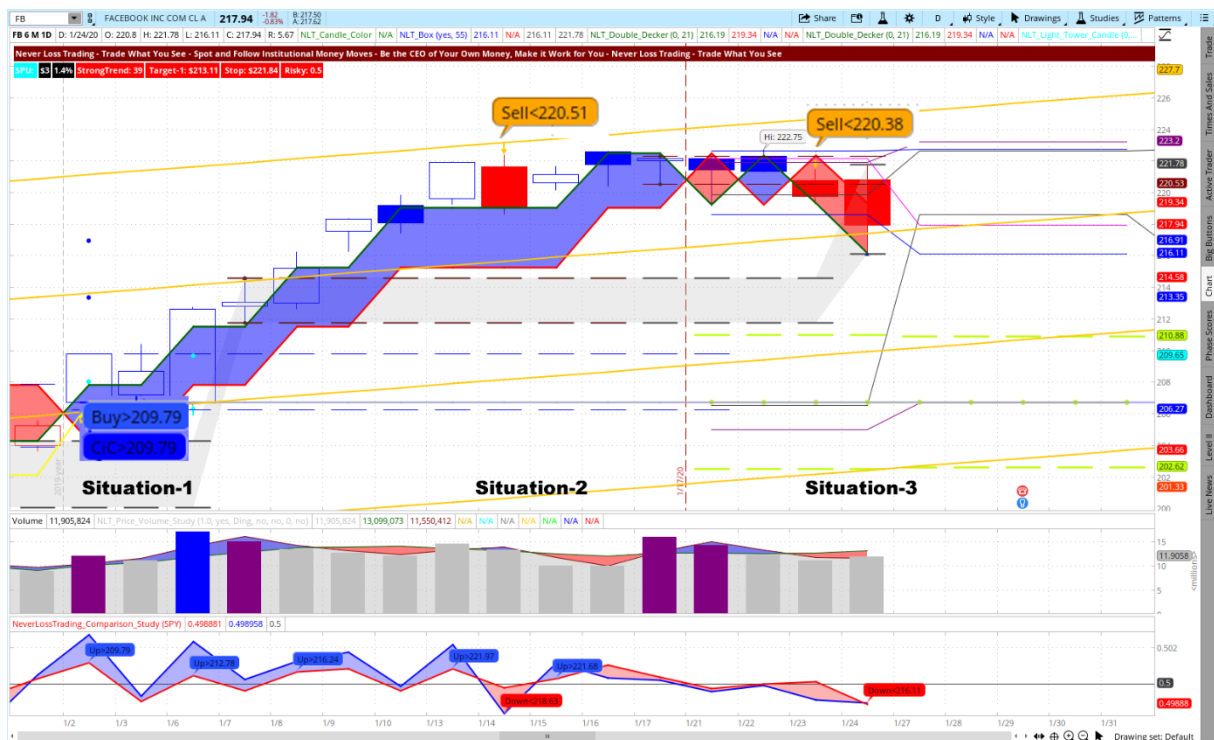 FB FACEBOOK INC COM CL A 217.94 -1.82 -0.83% B: 217.50 A: 217.62 Share D Style Drawings Studies Patterns
FB 6 M 1D D: 1/24/20 O: 220.8 H: 221.78 L: 216.11 C: 217.94 R: 5.67 NLT_Candle_Color N/A NLT_Box (yes, 55) 216.11 N/A 216.11 221.78 NLT_Double_Decker (0, 21) 216.19 219.34 N/A N/A NLT_Double_Decker (0, 21) 216.19 219.34 N/A N/A NLT_Light_Tower_Candle (0,...
Never Loss Trading - Trade What You See - Spot and Follow Institutional Money Moves - Be the CEO of Your Own Money, Make it Work for You - Never Loss Trading - Trade What You See
SPU: $3 1.4% StrongTrend: 39 Target-1: $213.11 Stop: $221.84 Risky: 0.5
227.7
226
Sell<220.51
Sell<220.38
224
Hi: 222.75
223.2
221.78
220.53
220
219.34
217.94
216.91
216.11
214.58
214
213.35
212
210.88
209.65
208
Buy>209.79
CiC>209.79
206.27
203.66
202.62
201.33
200
2019 year
1/17/20
Situation-1 Situation-2 Situation-3
Volume 11,905,824 NLT_Price_Volume_Study (1.0, yes, Ding, no, no, 0, no) 11,905,824 13,099,073 11,550,412 N/A N/A N/A N/A N/A N/A N/A
15
11.9058
10
5
0
<millions>
NeverLossTrading_Comparison_Study (SPY) 0.498881 0.498958 0.5
Up>209.79
Up>212.78
Up>216.24
Up>221.97
Up>221.68
Down<218.63
Down<216.11
0.502
0.5
0.49888
1/2 1/3 1/6 1/7 1/8 1/9 1/10 1/13 1/14 1/15 1/16 1/17 1/21 1/22 1/23 1/24 1/27 1/28 1/29 1/30 1/31
Drawing set: Default
Trade
Times And Sales
Active Trader
Big Buttons
Chart
Phase Scores
Dashboard
Level II
Live News